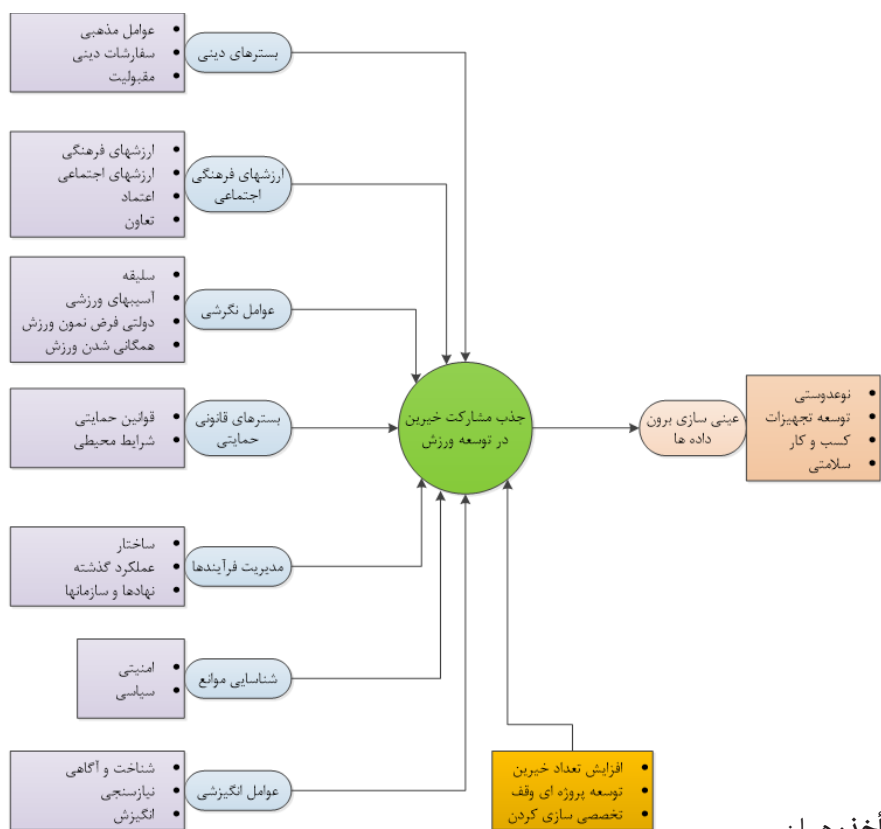 عوامل مذهبی
سفارشات دینی
مقبولیت
بسترهای دینی
ارزشهای فرهنگی
ارزشهای اجتماعی
اعتماد
تعاون
ارزشهای فرهنگی
اجتماعی
سلیقه
آسیبهای ورزشی
دولتی فرض نمون ورزش
همگانی شدن ورزش
عوامل نگرشی
قوانین حمایتی
شرایط محیطی
بسترهای قانونی
حمایتی
ساختار
عملکرد گذشته
نهادها و سازمانها
مدیریت فرآیندها
امنیتی
سیاسی
شناسایی موانع
شناخت و آگاهی
نیازسنجی
انگیزش
عوامل انگیزشی
جذب مشارکت خیرین
در توسعه ورزش
عینی سازی برون
داده ها
نوعدوستی
توسعه تجهیزات
کسب و کار
سلامتی
افزایش تعداد خیرین
توسعه پروژه ای وقف
تخصصی سازی کردن